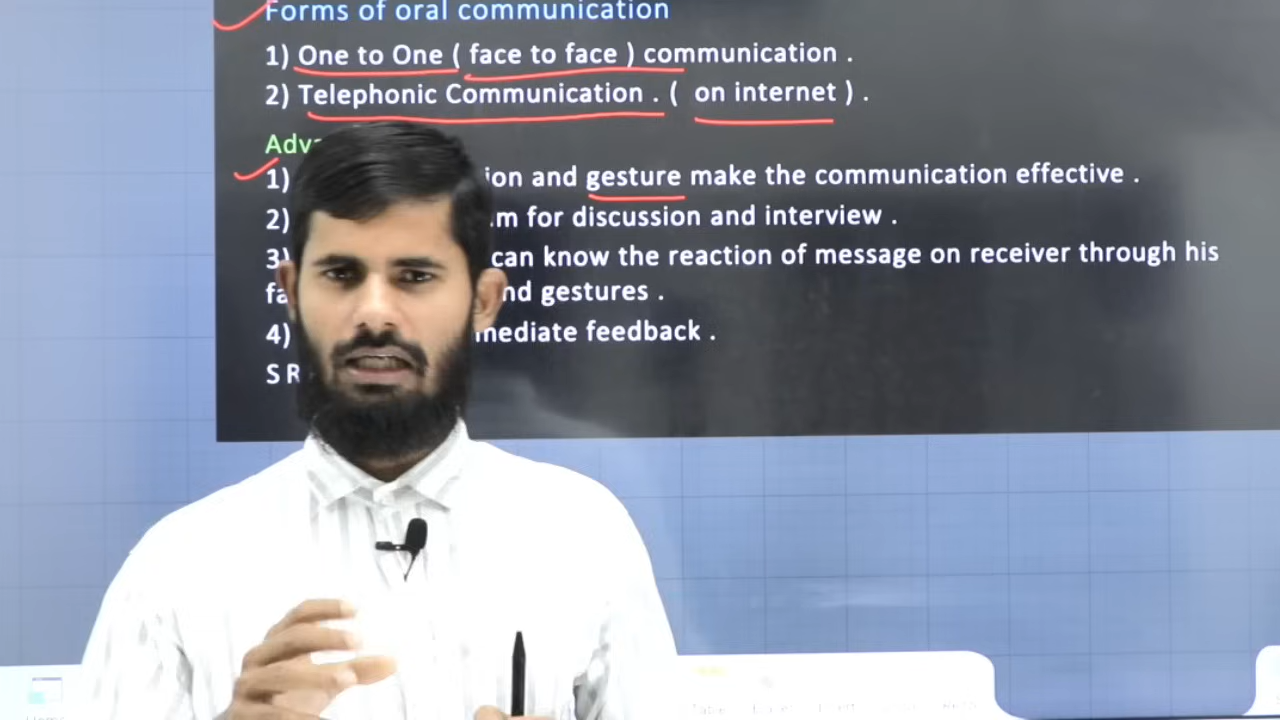 Forms of oral communication
1) One to One ( face to face ) communication .
2) Telephonic Communication . ( on internet ) .
Adva
1) ion and gesture make the communication effective .
2) m for discussion and interview .
3) can know the reaction of message on receiver through his
fa nd gestures .
4) mediate feedback .
S R